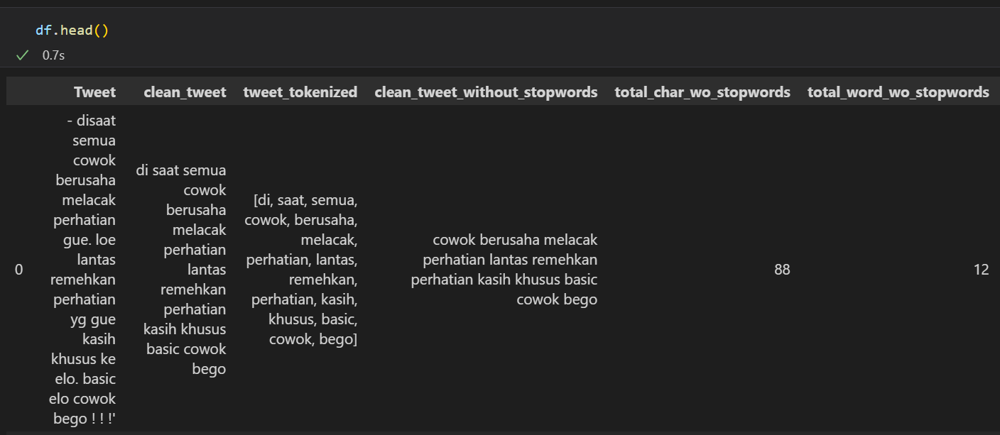 df.head()
0.7s
Tweet clean_tweet tweet_tokenized clean_tweet_without_stopwords total_char_wo_stopwords total_word_wo_stopwords
0
- disaat
semua
cowok
berusaha
melacak
perhatian
gue. loe
lantas
remehkan
perhatian
yg gue
kasih
khusus ke
elo. basic
elo cowok
bego ! ! !'
di saat semua
cowok
berusaha
melacak
perhatian
lantas
remehkan
perhatian
kasih khusus
basic cowok
bego
[di, saat, semua,
cowok, berusaha,
melacak,
perhatian, lantas,
remehkan,
perhatian, kasih,
khusus, basic,
cowok, bego]
cowok berusaha melacak
perhatian lantas remehkan
perhatian kasih khusus basic
cowok bego
88
12